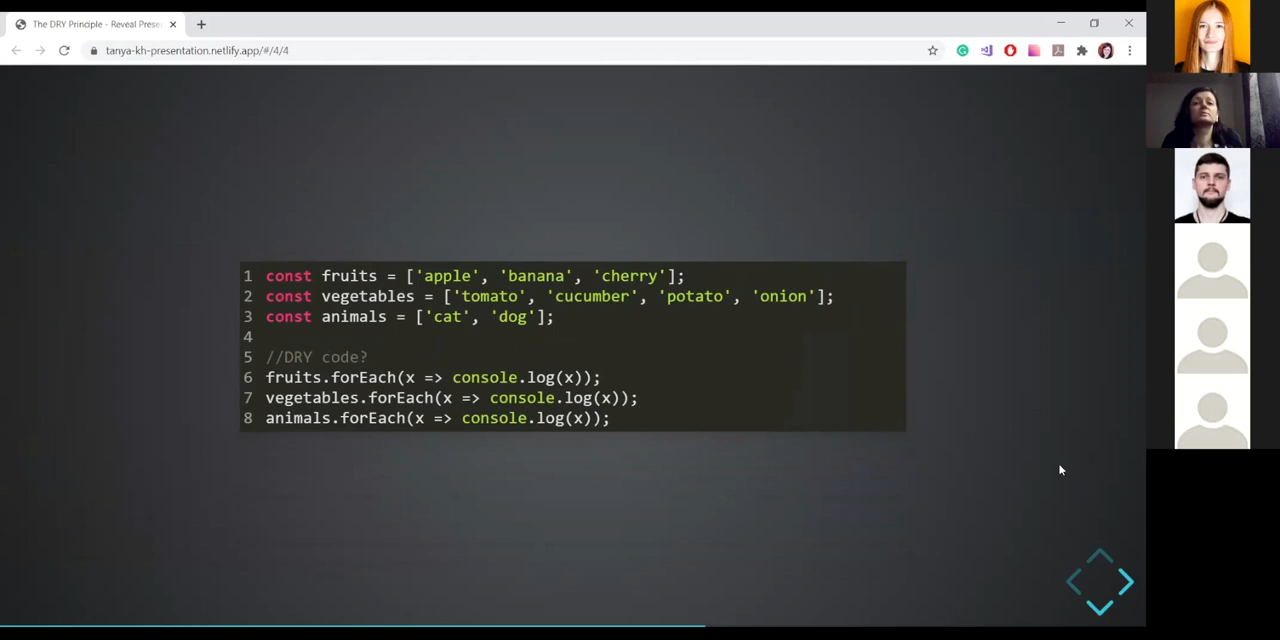 The DRY Principle - Reveal Prese
tanya-kh-presentation.netlify.app/#/4/4
1 const fruits = ['apple', 'banana', 'cherry'];
2 const vegetables = ['tomato', 'cucumber', 'potato', 'onion'];
3 const animals = ['cat', 'dog'];
4
5 //DRY code?
6 fruits.forEach(x => console.log(x));
7 vegetables.forEach(x => console.log(x));
8 animals.forEach(x => console.log(x));